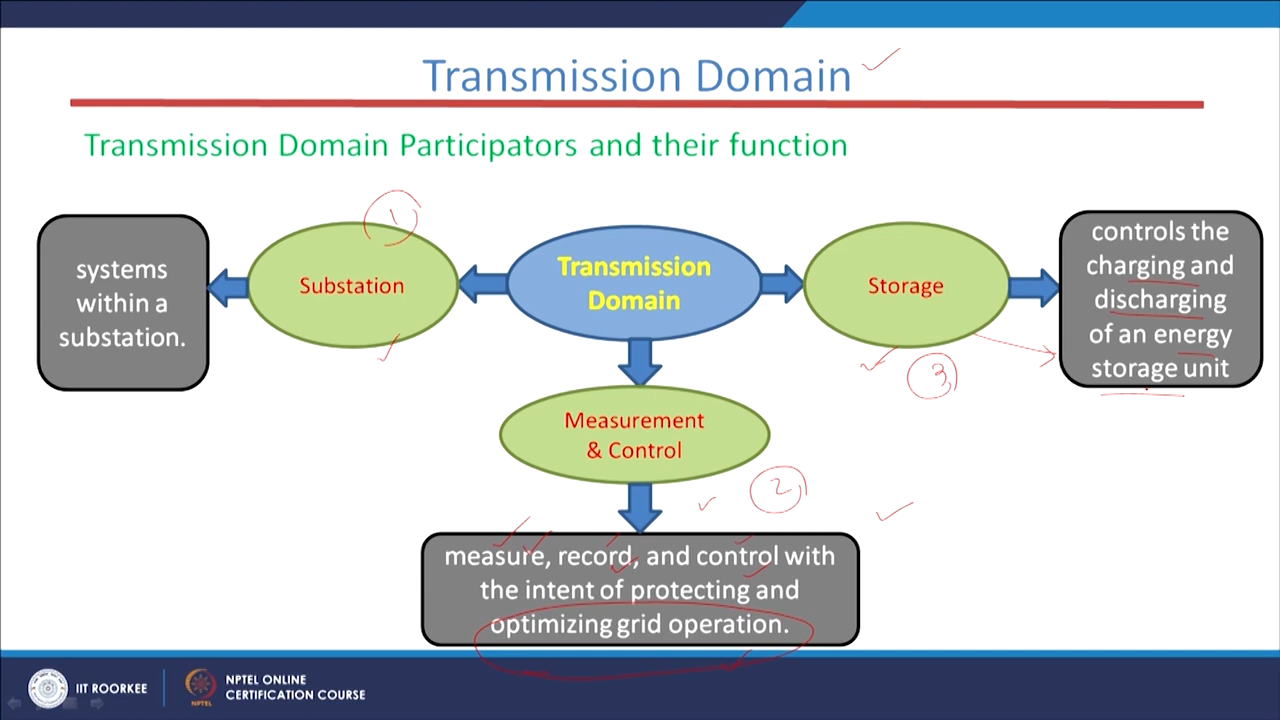 Transmission Domain
Transmission Domain Participators and their function
1
systems
within a
substation.
Substation
Transmission
Domain
Storage
controls the
charging and
discharging
of an energy
storage unit
3
Measurement
& Control
2
measure, record, and control with
the intent of protecting and
optimizing grid operation.
IIT ROORKEE
NPTEL
NPTEL ONLINE
CERTIFICATION COURSE